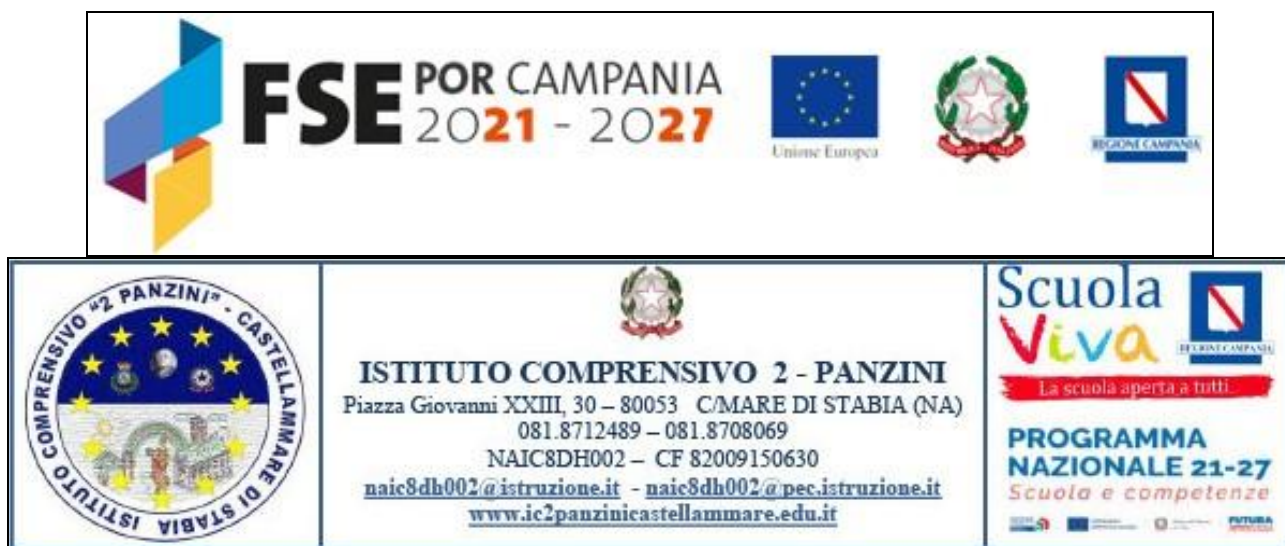 FSE POR CAMPANIA
2021 - 2027
Unione Europea
REGIONE CAMPANIA
ISTITUTO COMPRENSIVO "2 PANZINI" - CASTELLAMMARE DI STABIA
ISTITUTO COMPRENSIVO 2 - PANZINI
Piazza Giovanni XXIII, 30 – 80053 C/MARE DI STABIA (NA)
081.8712489 – 081.8708069
NAIC8DH002 – CF 82009150630
naic8dh002@istruzione.it - naic8dh002@pec.istruzione.it
www.ic2panzinicastellammare.edu.it
Scuola
Viva
REGIONE CAMPANIA
La scuola aperta a tutti
PROGRAMMA
NAZIONALE 21-27
Scuola e competenze
FUTURA